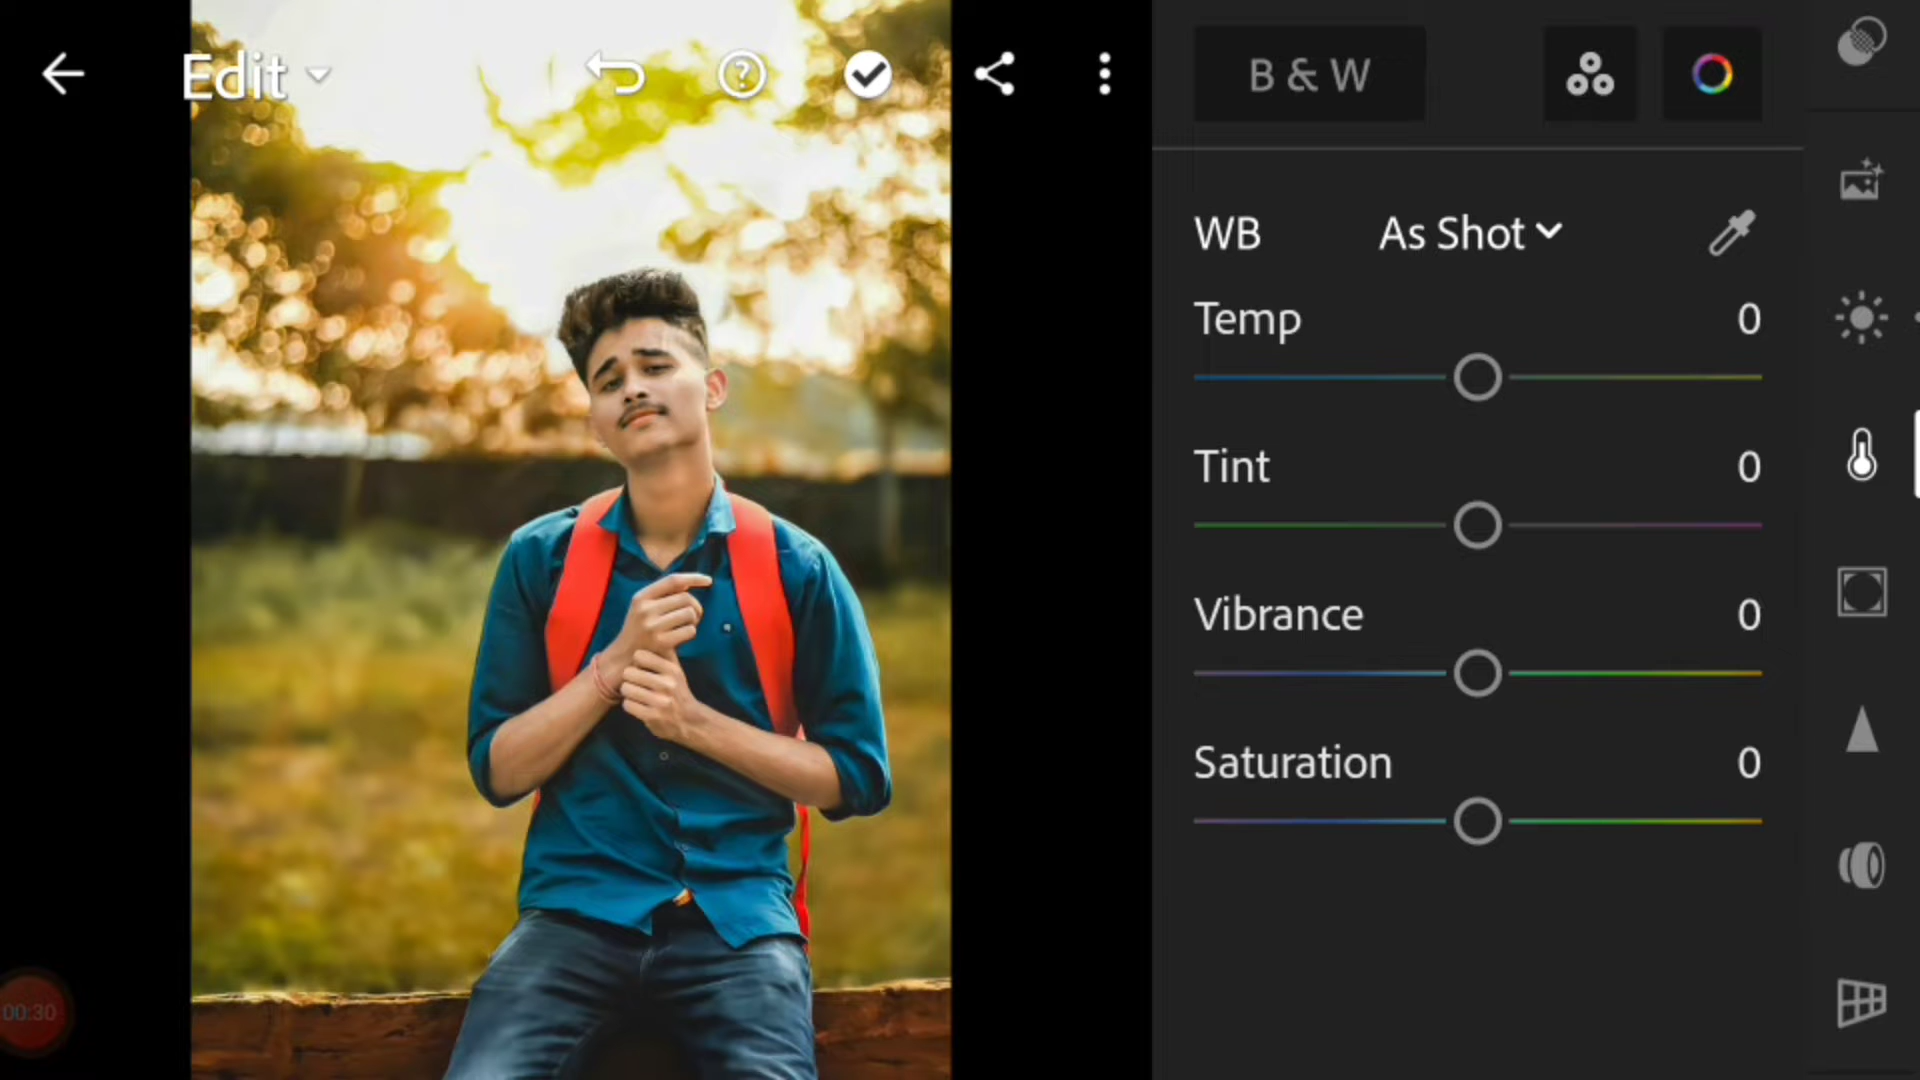 Edit
B & W
WB As Shot
Temp 0
Tint 0
Vibrance 0
Saturation 0
00:30